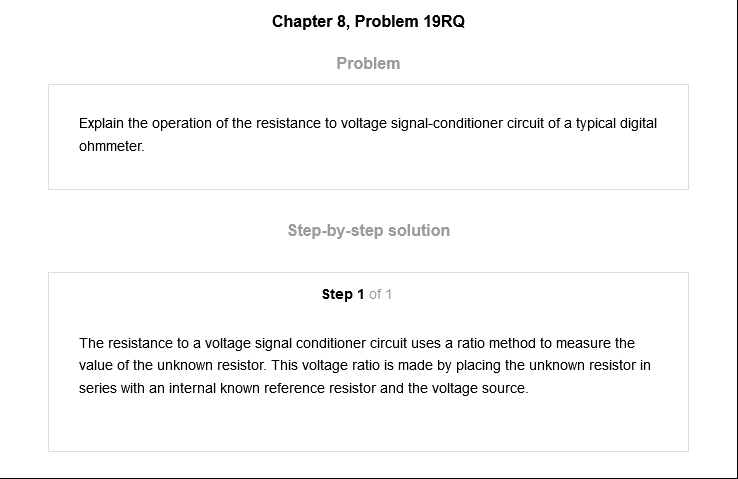 Chapter 8, Problem 19RQ
Problem
Explain the operation of the resistance to voltage signal-conditioner circuit of a typical digital
ohmmeter.
Step-by-step solution
Step 1 of 1
The resistance to a voltage signal conditioner circuit uses a ratio method to measure the
value of the unknown resistor. This voltage ratio is made by placing the unknown resistor in
series with an internal known reference resistor and the voltage source.